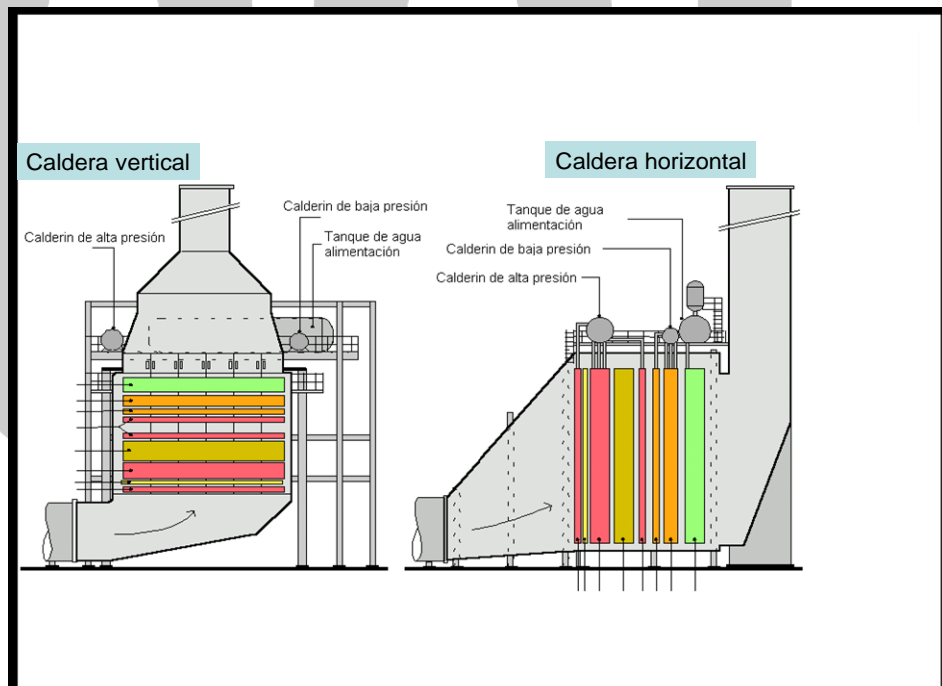 Caldera vertical
Caldera horizontal
Calderin de alta presión
Calderin de baja presión
Tanque de agua
alimentación
Tanque de agua
alimentación
Calderin de baja presión
Calderin de alta presión